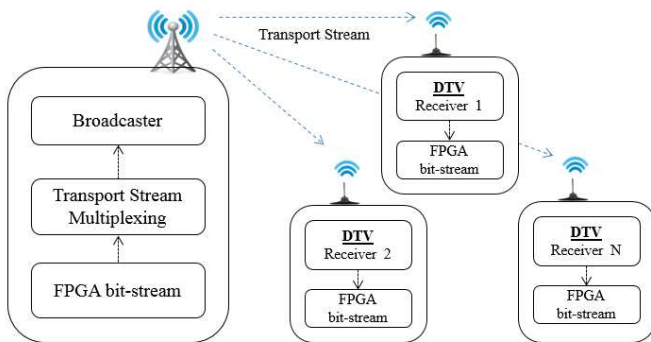 Transport Stream
Broadcaster
Transport Stream
Multiplexing
FPGA bit-stream
DTV
Receiver 1
FPGA
bit-stream
DTV
Receiver 2
FPGA
bit-stream
DTV
Receiver N
FPGA
bit-stream